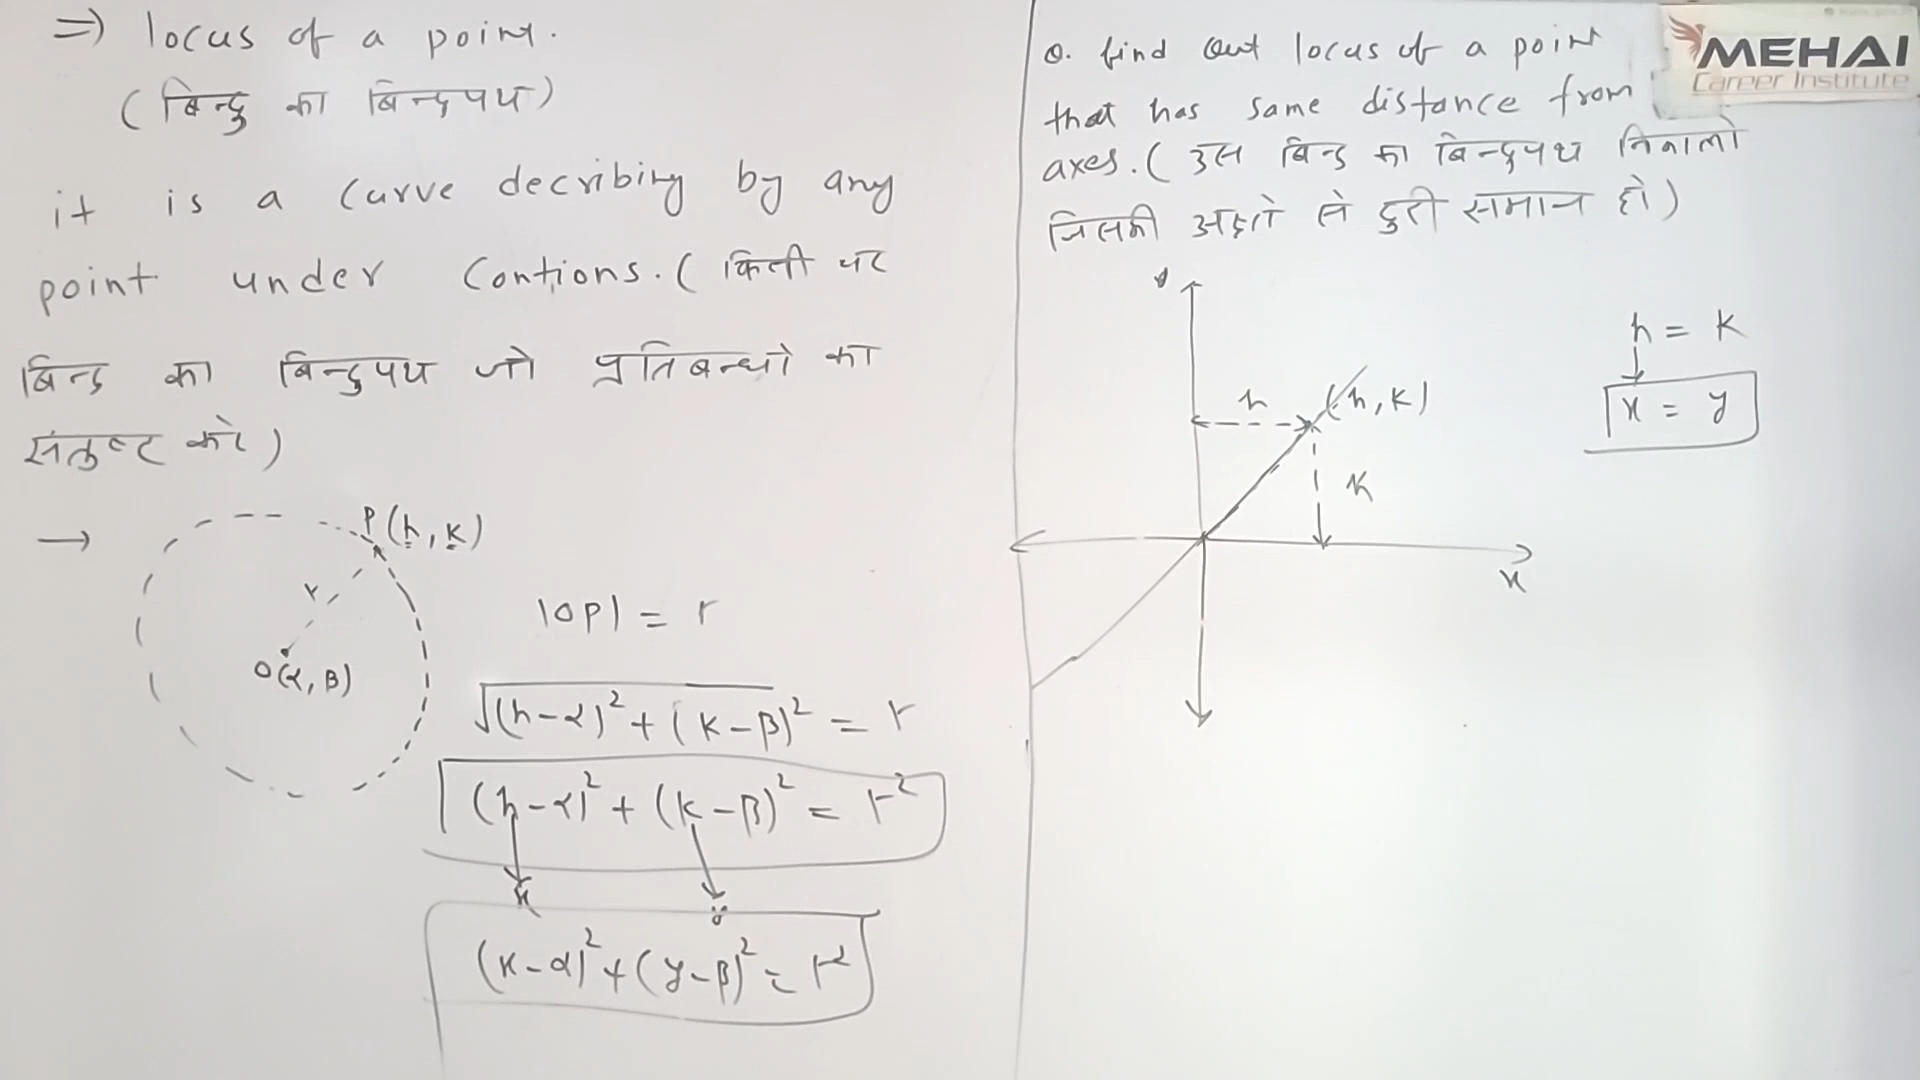 =) locus of a point.
(बिन्दु का बिन्दुपथ)
it is a curve decribing by any
point under Contions. (किसी चर
बिन्दु का बिन्दुपथ जो प्रतिबन्धो का
संतुष्ट करे)
→ P(h, k)
r
O(α, β)
|OP| = r
√(h-α)² + (k-β)² = r
(h-α)² + (k-β)² = r²
x y
(x-α)² + (y-β)² = r²
Q. find out locus of a point
that has same distance from
axes. (उस बिन्दु का बिन्दुपथ निकालो
जिसकी अक्षो से दुरी समान हो)
y
h (h, k)
k
x
h = k
x = y
MEHAI
Career Institute